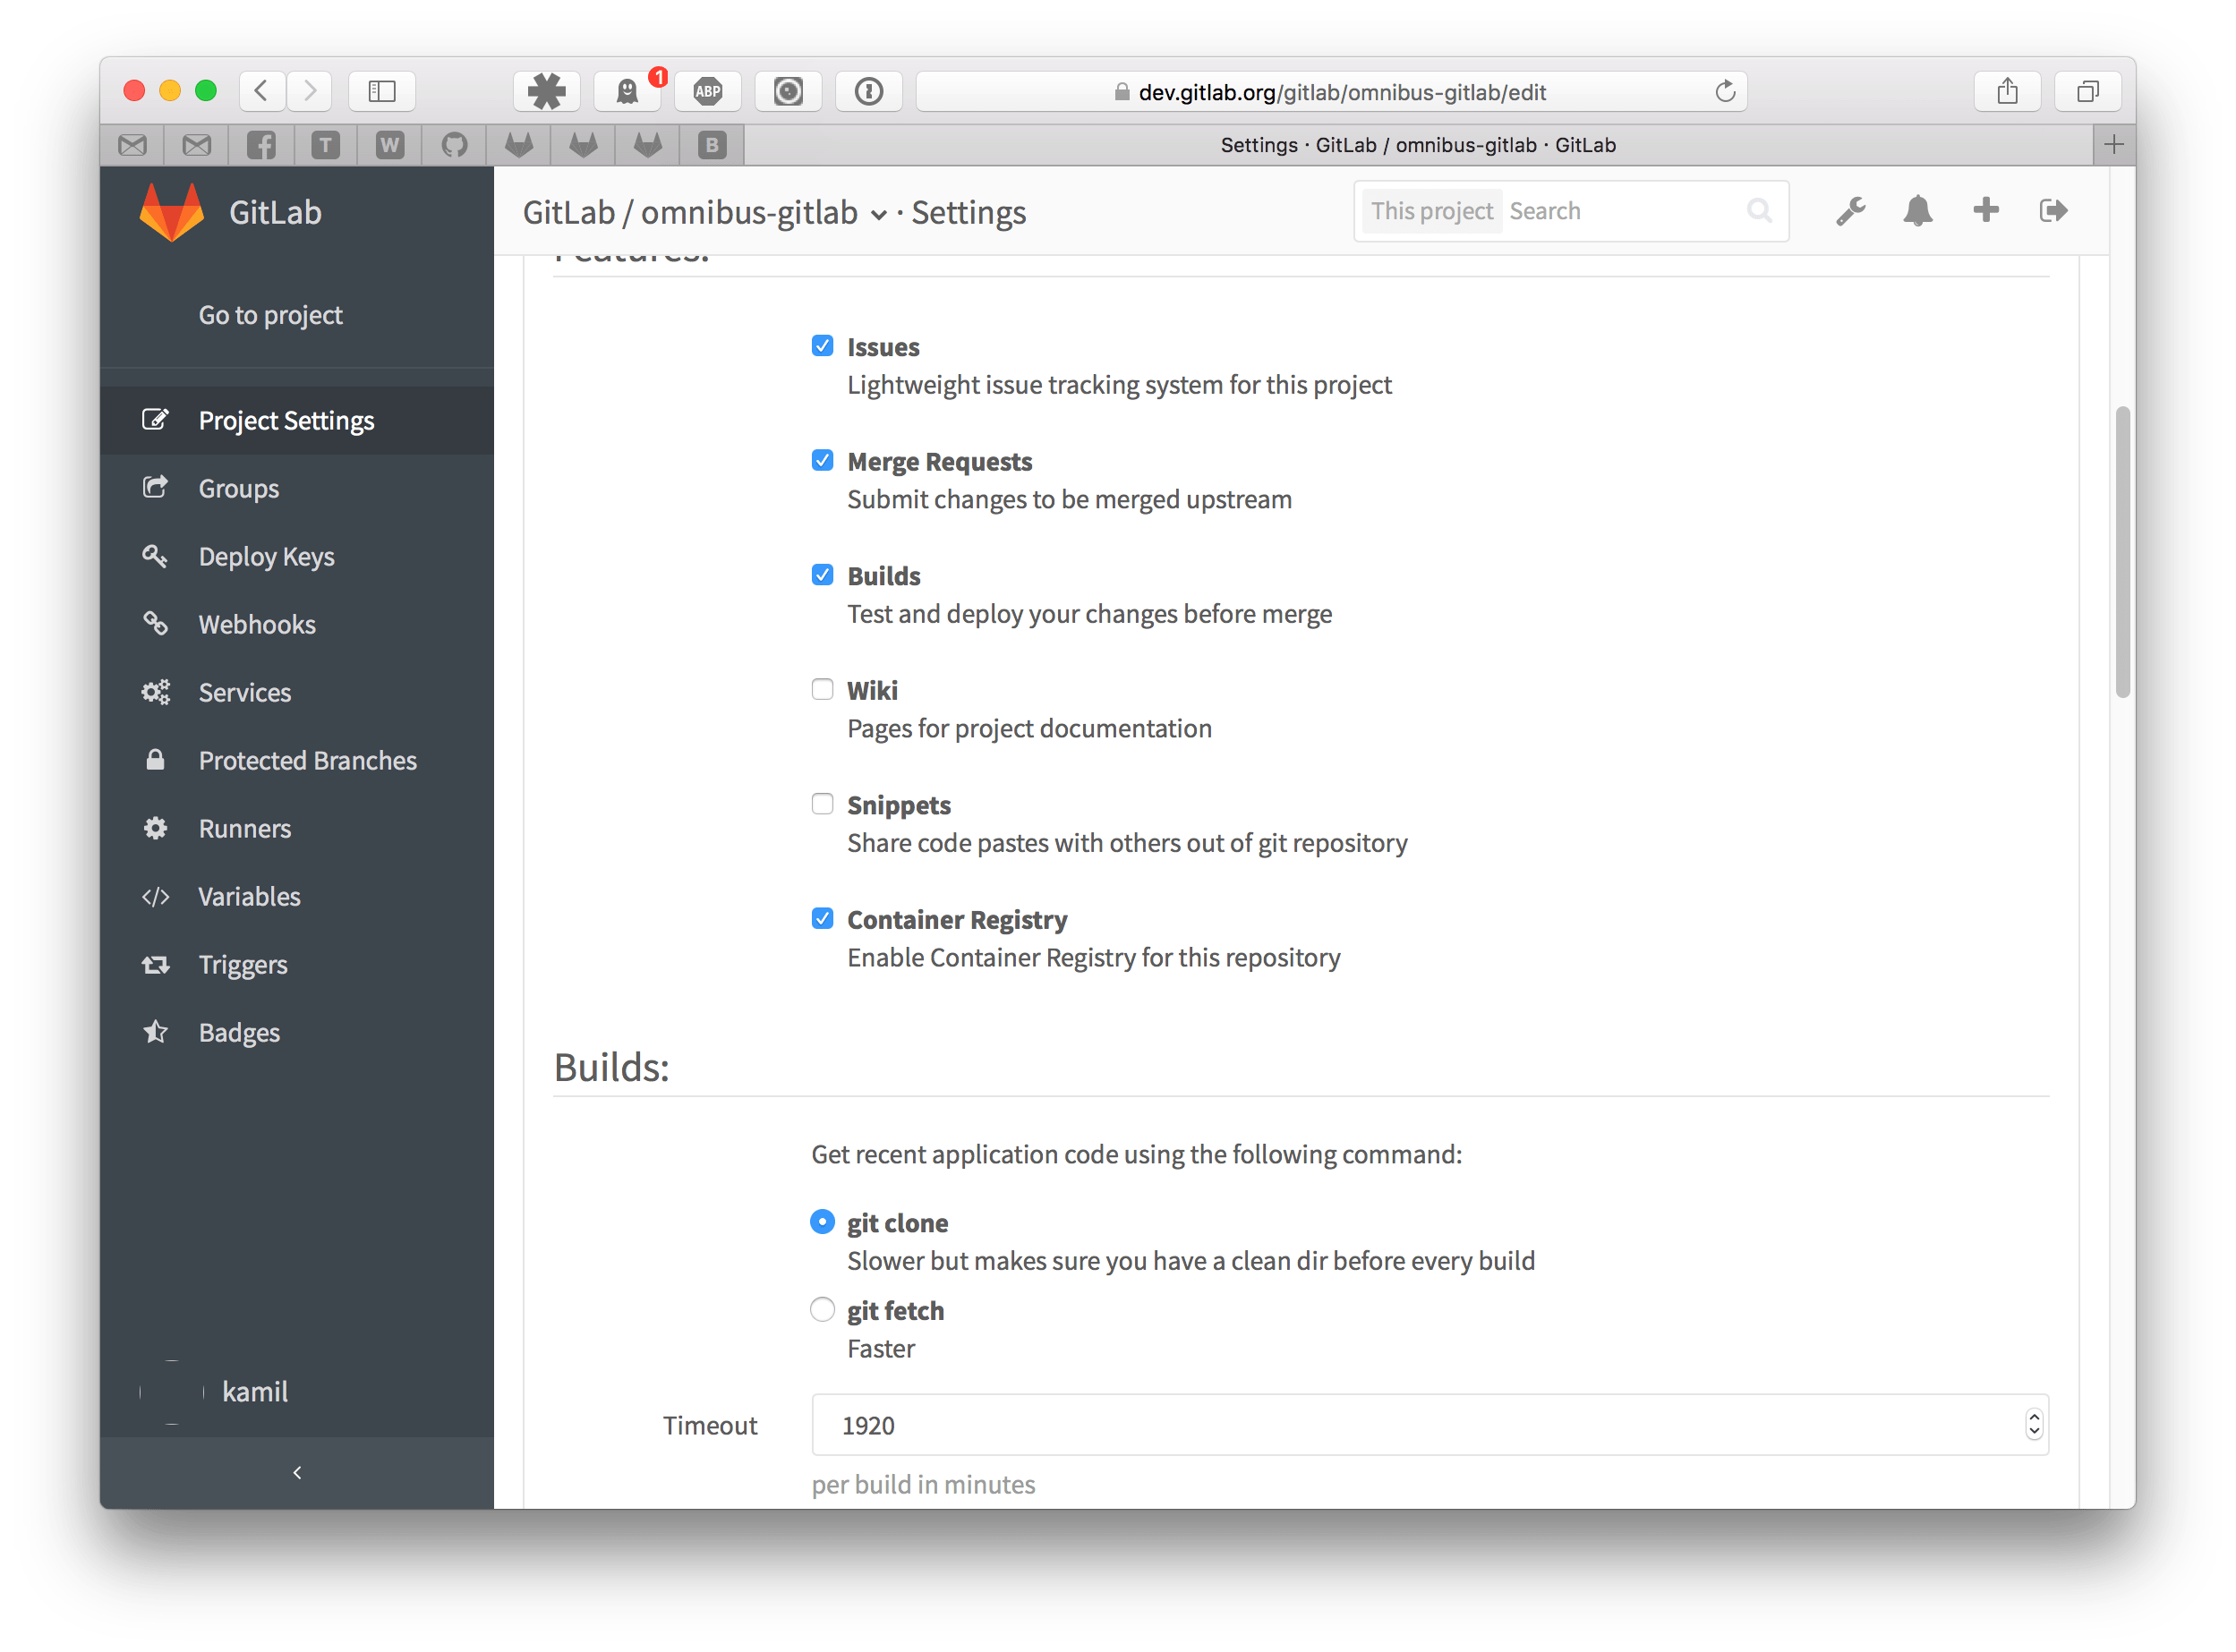 1
ABP
dev.gitlab.org/gitlab/omnibus-gitlab/edit
T
W
B
Settings · GitLab / omnibus-gitlab · GitLab
GitLab
GitLab / omnibus-gitlab · Settings
This project Search
Features:
Go to project
Project Settings
Groups
Deploy Keys
Webhooks
Services
Protected Branches
Runners
Variables
Triggers
Badges
kamil
Issues
Lightweight issue tracking system for this project
Merge Requests
Submit changes to be merged upstream
Builds
Test and deploy your changes before merge
Wiki
Pages for project documentation
Snippets
Share code pastes with others out of git repository
Container Registry
Enable Container Registry for this repository
Builds:
Get recent application code using the following command:
git clone
Slower but makes sure you have a clean dir before every build
git fetch
Faster
Timeout 1920
per build in minutes